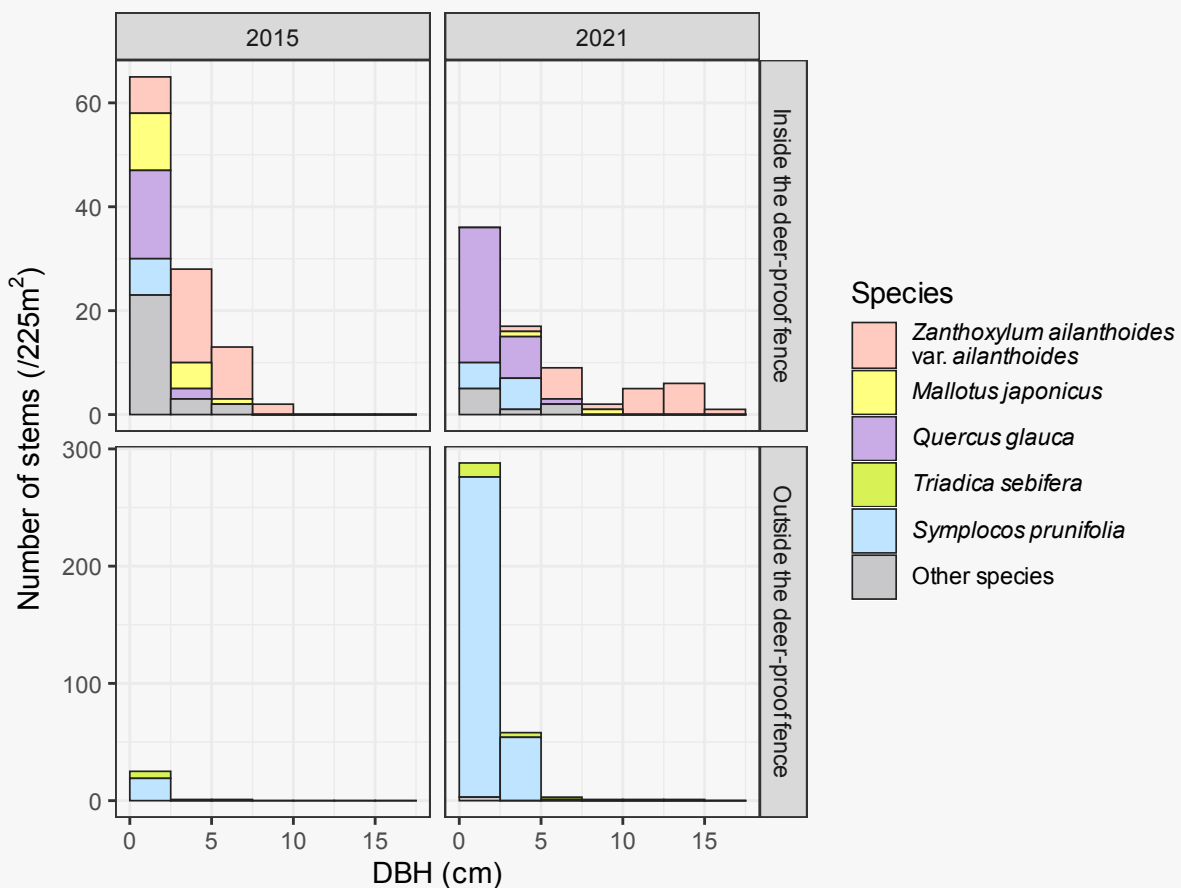 2015
2021
60
40
20
0
Inside the deer-proof fence
Number of stems (/225m²)
300
200
100
0
Outside the deer-proof fence
0 5 10 15
0 5 10 15
DBH (cm)
Species
Zanthoxylum ailanthoides
var. ailanthoides
Mallotus japonicus
Quercus glauca
Triadica sebifera
Symplocos prunifolia
Other species